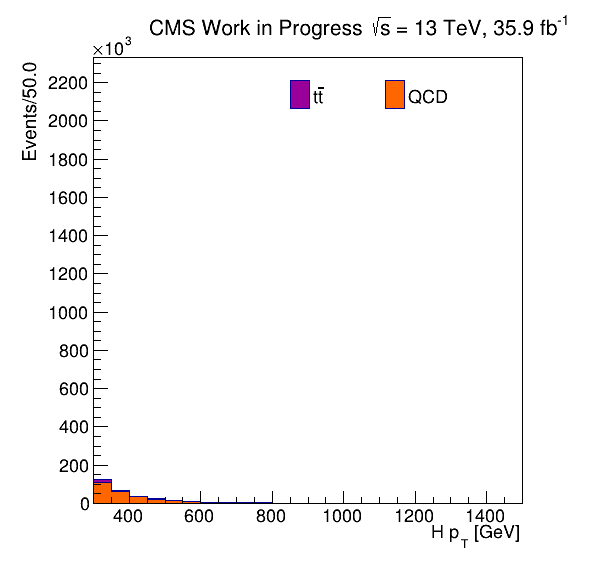 CMS Work in Progress √s = 13 TeV, 35.9 fb⁻¹
×10³
Events/50.0
2200
2000
1800
1600
1400
1200
1000
800
600
400
200
0
tt̄
QCD
400 600 800 1000 1200 1400
H p_T [GeV]